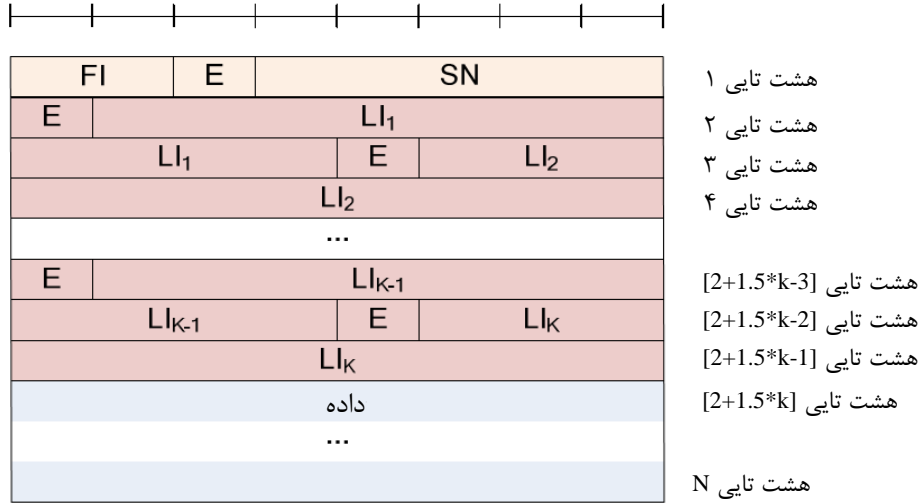 FI E SN هشت تایی ۱
E LI₁ هشت تایی ۲
LI₁ E LI₂ هشت تایی ۳
LI₂ هشت تایی ۴
...
E LIK-1 هشت تایی [2+1.5*k-3]
LIK-1 E LIK هشت تایی [2+1.5*k-2]
LIK هشت تایی [2+1.5*k-1]
داده هشت تایی [2+1.5*k]
...
هشت تایی N